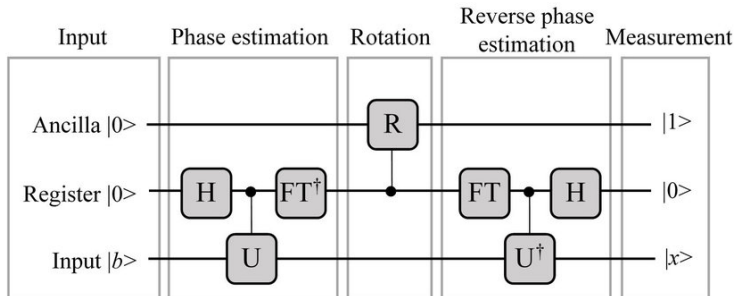 Input
Phase estimation
Rotation
Reverse phase
estimation
Measurement
Ancilla |0>
R
|1>
Register |0>
H
FT†
FT
H
|0>
Input |b>
U
U†
|x>